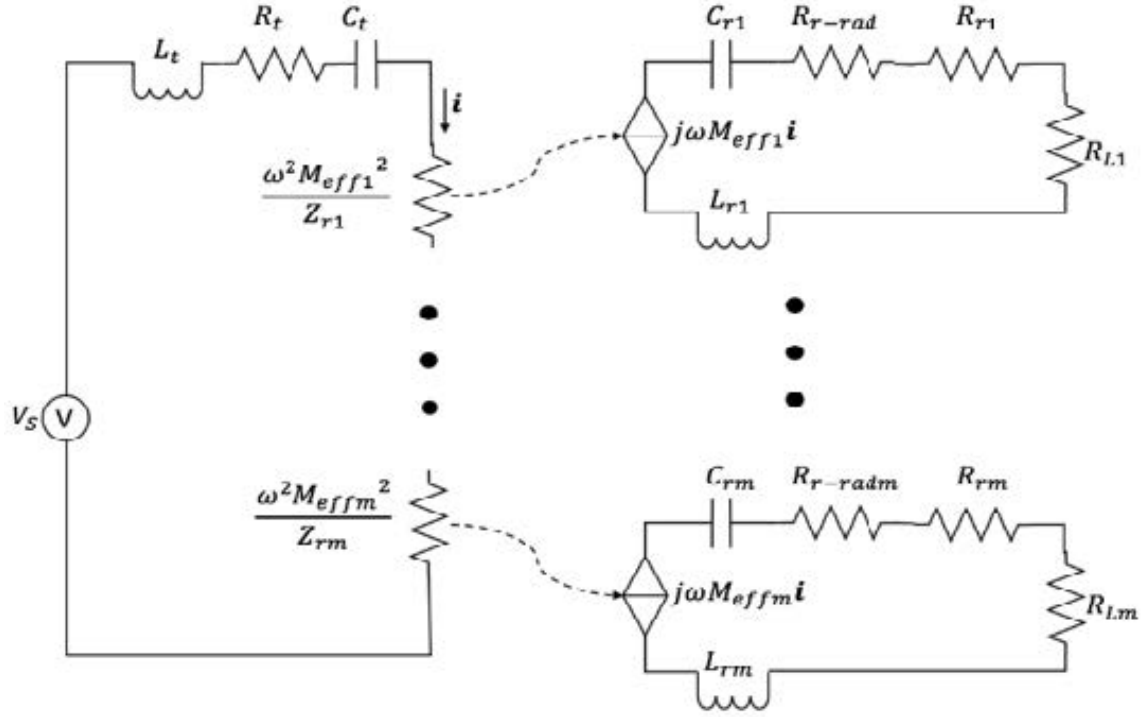 L_t
R_t
C_t
i
ω²M_eff1²
Z_r1
V_S
V
ω²M_effm²
Z_rm
C_r1
R_r−rad
R_r1
jωM_eff1 i
R_L1
L_r1
C_rm
R_r−radm
R_rm
jωM_effm i
R_Lm
L_rm